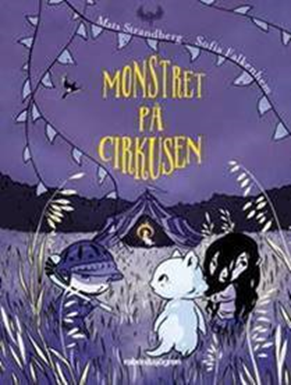 Mats Strandberg
Sofia Falkenhem
MONSTRET
PÅ
CIRKUSEN
rabén&sjögren